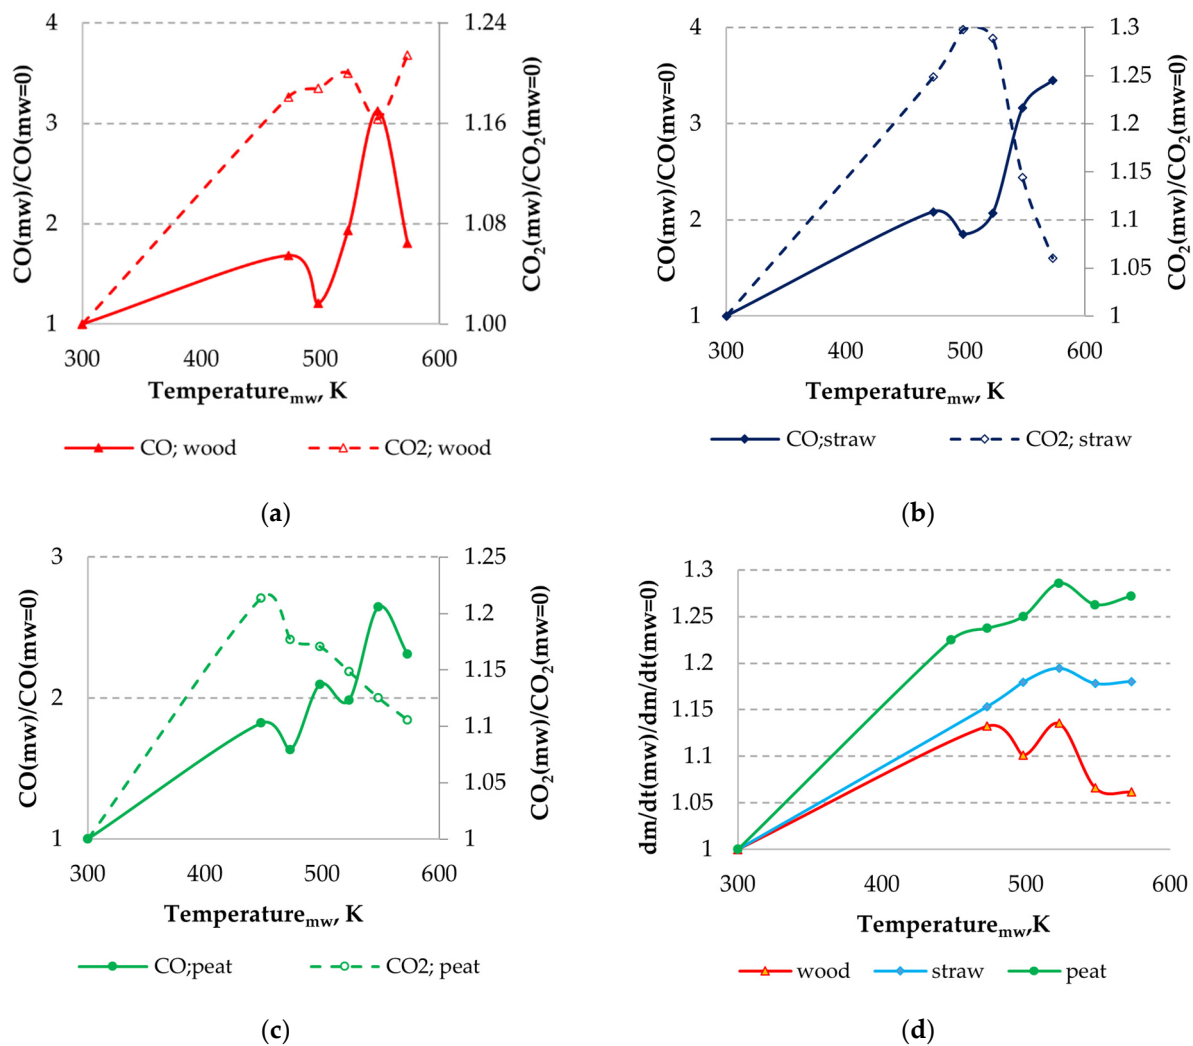 CO(mw)/CO(mw=0)
4
3
2
1
CO₂(mw)/CO₂(mw=0)
1.24
1.16
1.08
1.00
300 400 500 600
Temperatureₘw, K
CO; wood CO2; wood
(a)
CO(mw)/CO(mw=0)
4
3
2
1
CO₂(mw)/CO₂(mw=0)
1.3
1.25
1.2
1.15
1.1
1.05
1
300 400 500 600
Temperatureₘw, K
CO;straw CO2; straw
(b)
CO(mw)/CO(mw=0)
3
2
1
CO₂(mw)/CO₂(mw=0)
1.25
1.2
1.15
1.1
1.05
1
300 400 500 600
Temperatureₘw, K
CO;peat CO2; peat
(c)
dm/dt(mw)/dm/dt(mw=0)
1.3
1.25
1.2
1.15
1.1
1.05
1
300 400 500 600
Temperatureₘw,K
wood straw peat
(d)